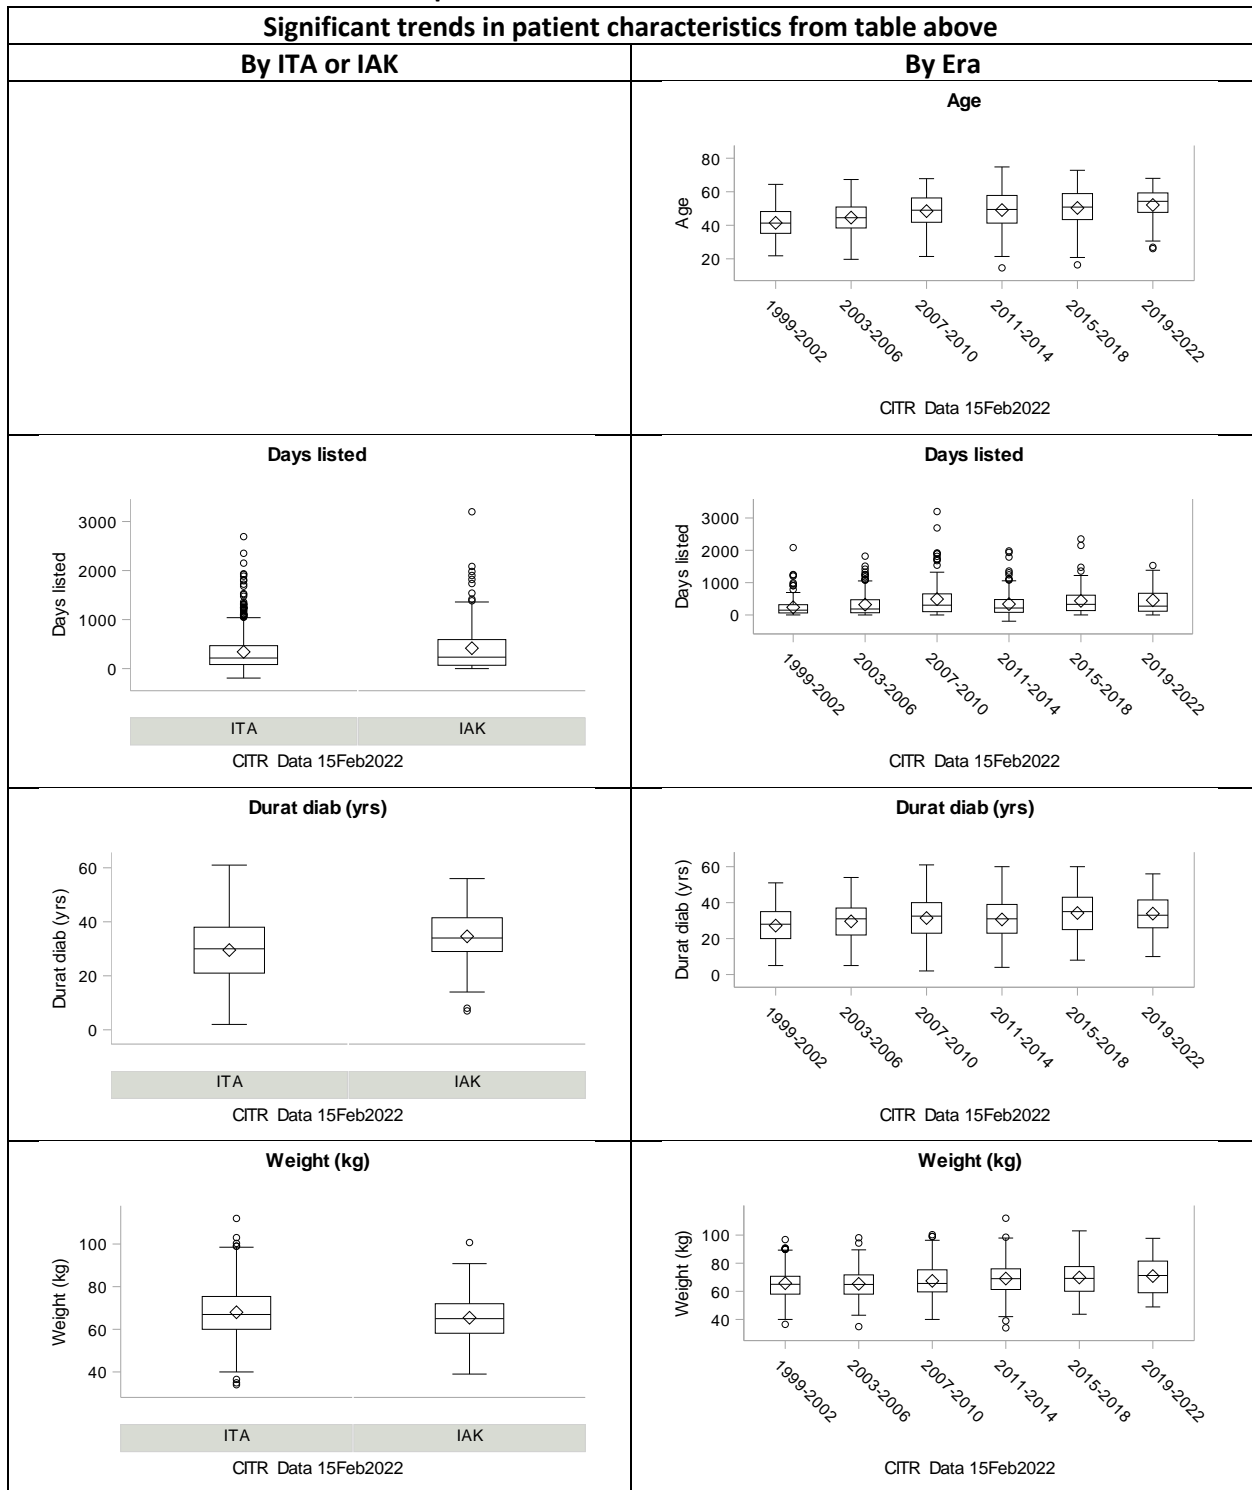 Significant trends in patient characteristics from table above
By ITA or IAK
By Era
Age
Age
80
60
40
20
1999-2002
2003-2006
2007-2010
2011-2014
2015-2018
2019-2022
CITR Data 15Feb2022
Days listed
Days listed
3000
2000
1000
0
ITA
IAK
CITR Data 15Feb2022
Days listed
Days listed
3000
2000
1000
0
1999-2002
2003-2006
2007-2010
2011-2014
2015-2018
2019-2022
CITR Data 15Feb2022
Durat diab (yrs)
Durat diab (yrs)
60
40
20
0
ITA
IAK
CITR Data 15Feb2022
Durat diab (yrs)
Durat diab (yrs)
60
40
20
0
1999-2002
2003-2006
2007-2010
2011-2014
2015-2018
2019-2022
CITR Data 15Feb2022
Weight (kg)
Weight (kg)
100
80
60
40
ITA
IAK
CITR Data 15Feb2022
Weight (kg)
Weight (kg)
100
80
60
40
1999-2002
2003-2006
2007-2010
2011-2014
2015-2018
2019-2022
CITR Data 15Feb2022